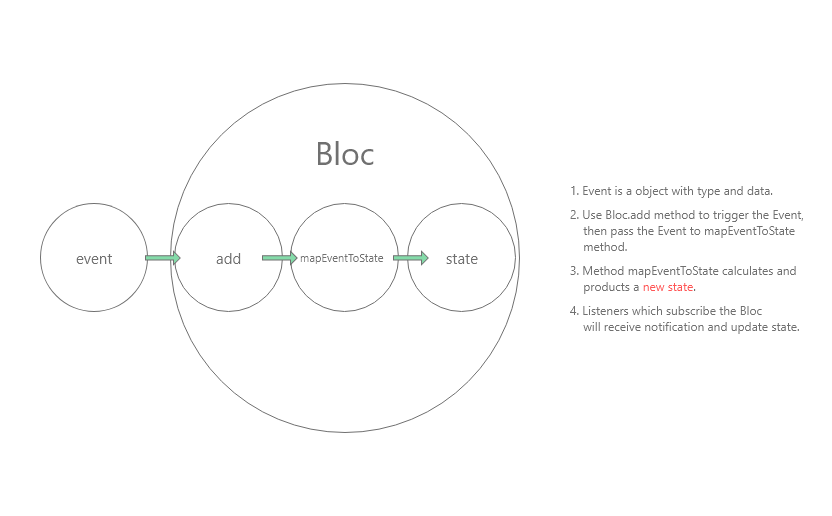 Bloc
event
add
mapEventToState
state
1. Event is a object with type and data.
2. Use Bloc.add method to trigger the Event,
then pass the Event to mapEventToState
method.
3. Method mapEventToState calculates and
products a new state.
4. Listeners which subscribe the Bloc
will receive notification and update state.